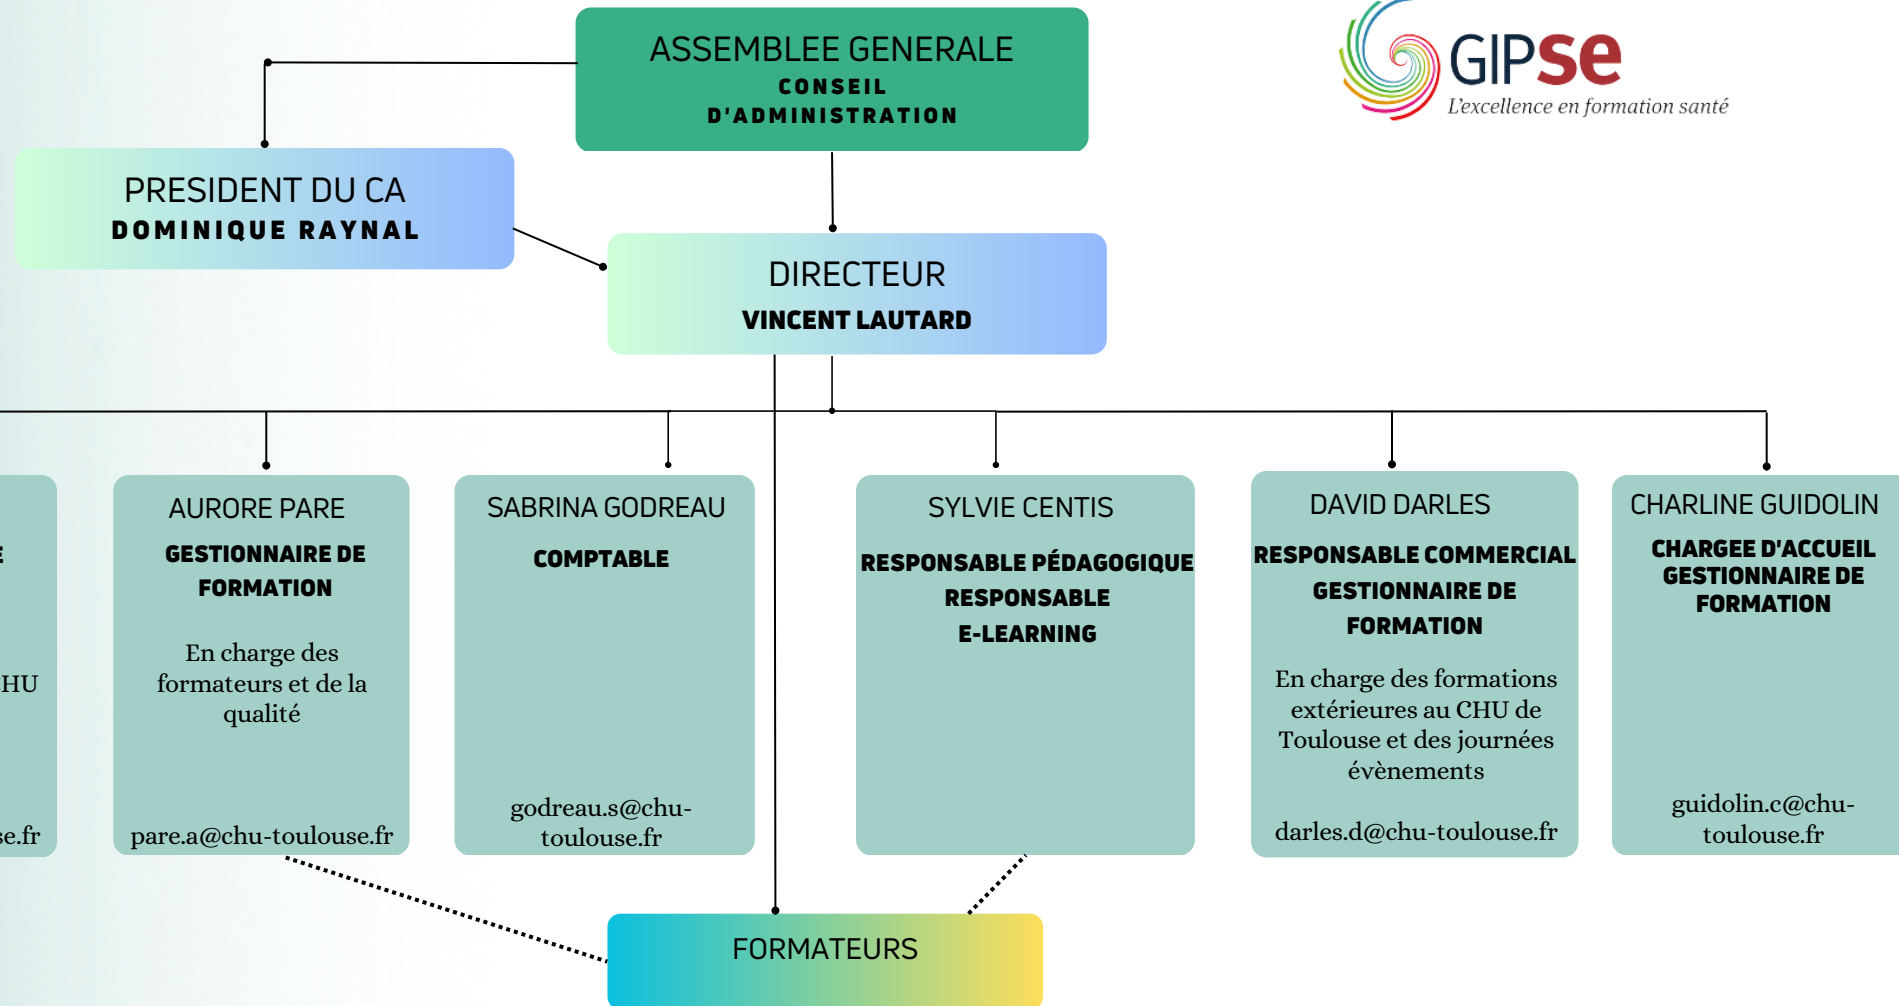 ASSEMBLEE GENERALE
CONSEIL
D'ADMINISTRATION
GIPse
L'excellence en formation santé
PRESIDENT DU CA
DOMINIQUE RAYNAL
DIRECTEUR
VINCENT LAUTARD
se.fr
AURORE PARE
GESTIONNAIRE DE
FORMATION
En charge des
formateurs et de la
qualité
pare.a@chu-toulouse.fr
SABRINA GODREAU
COMPTABLE
godreau.s@chu-
toulouse.fr
SYLVIE CENTIS
RESPONSABLE PÉDAGOGIQUE
RESPONSABLE
E-LEARNING
DAVID DARLES
RESPONSABLE COMMERCIAL
GESTIONNAIRE DE
FORMATION
En charge des formations
extérieures au CHU de
Toulouse et des journées
évènements
darles.d@chu-toulouse.fr
CHARLINE GUIDOLIN
CHARGEE D'ACCUEIL
GESTIONNAIRE DE
FORMATION
guidolin.c@chu-
toulouse.fr
FORMATEURS